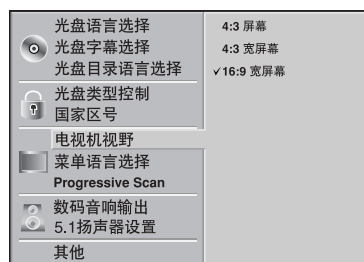 光盘语言选择
光盘字幕选择
光盘目录语言选择
光盘类型控制
国家区号
电视机视野
菜单语言选择
Progressive Scan
数码音响输出
5.1扬声器设置
其他
4:3 屏幕
4:3 宽屏幕
✓16:9 宽屏幕